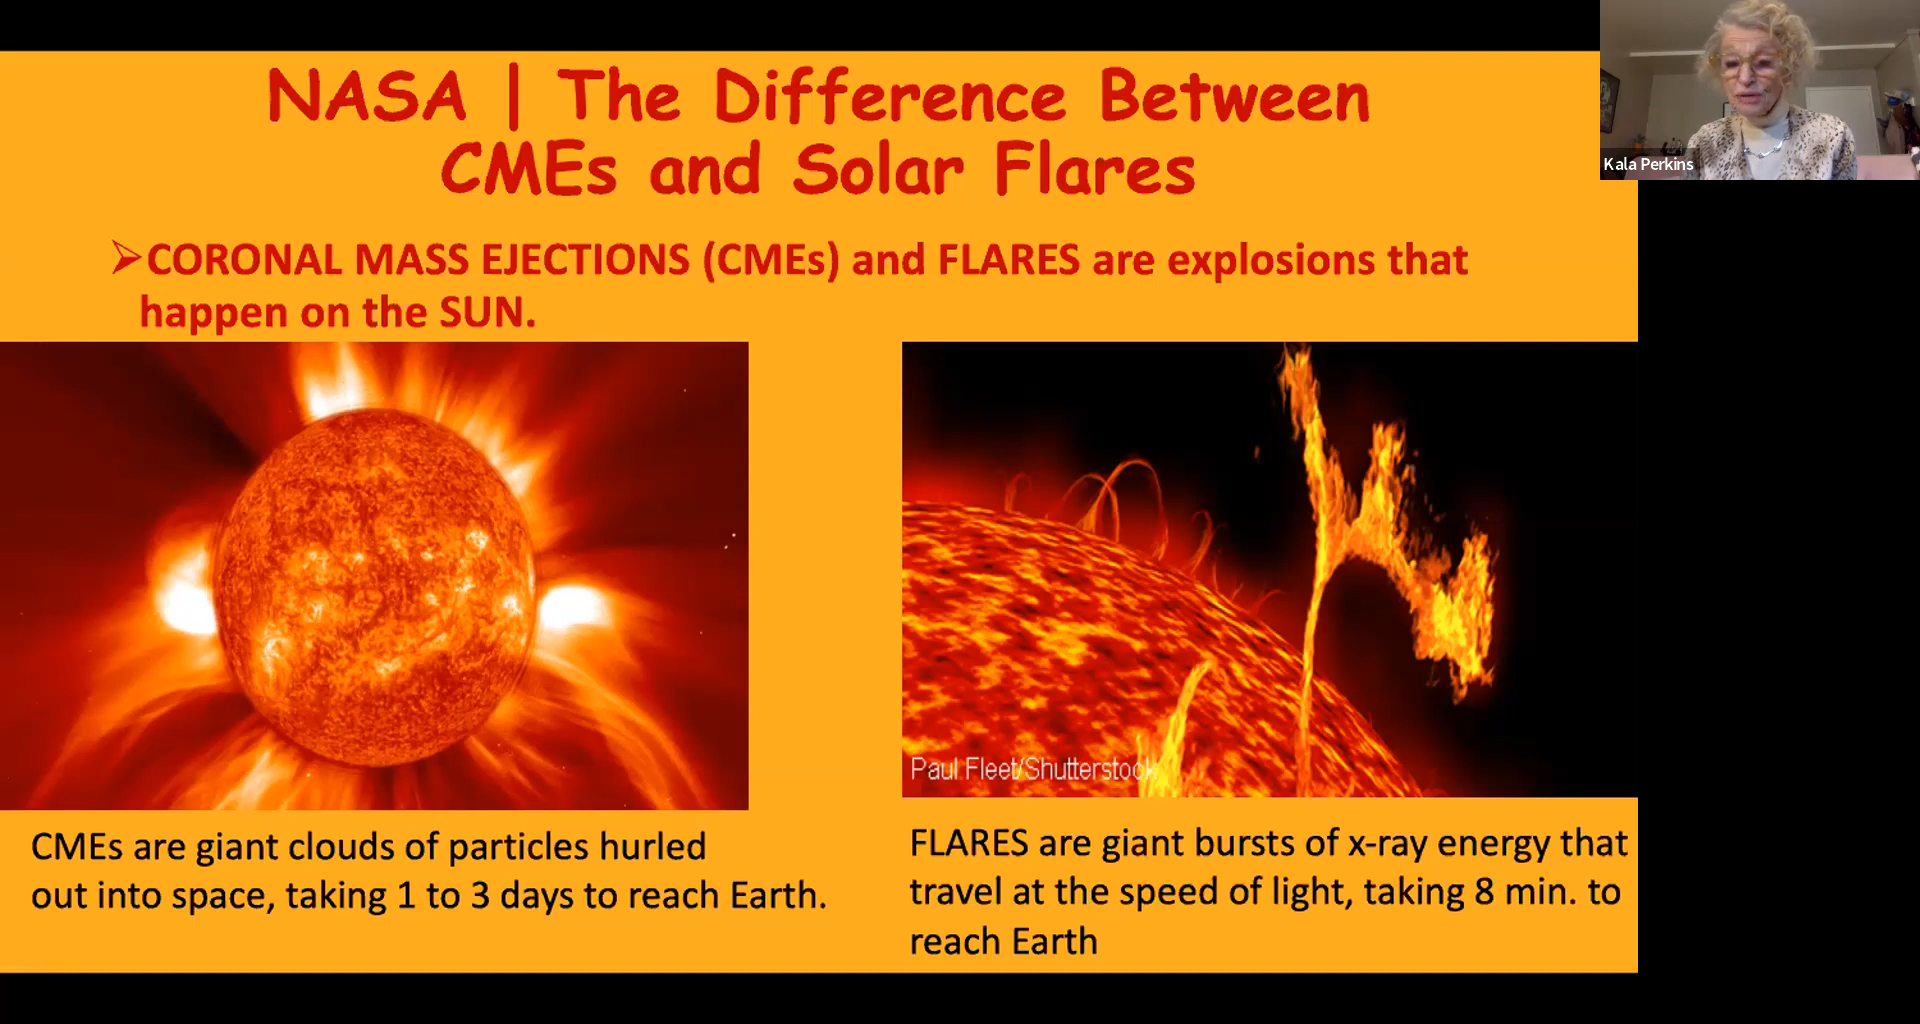 NASA | The Difference Between
CMEs and Solar Flares
➢CORONAL MASS EJECTIONS (CMEs) and FLARES are explosions that
happen on the SUN.
Paul Fleet/Shutterstock
CMEs are giant clouds of particles hurled
out into space, taking 1 to 3 days to reach Earth.
FLARES are giant bursts of x-ray energy that
travel at the speed of light, taking 8 min. to
reach Earth
Kala Perkins